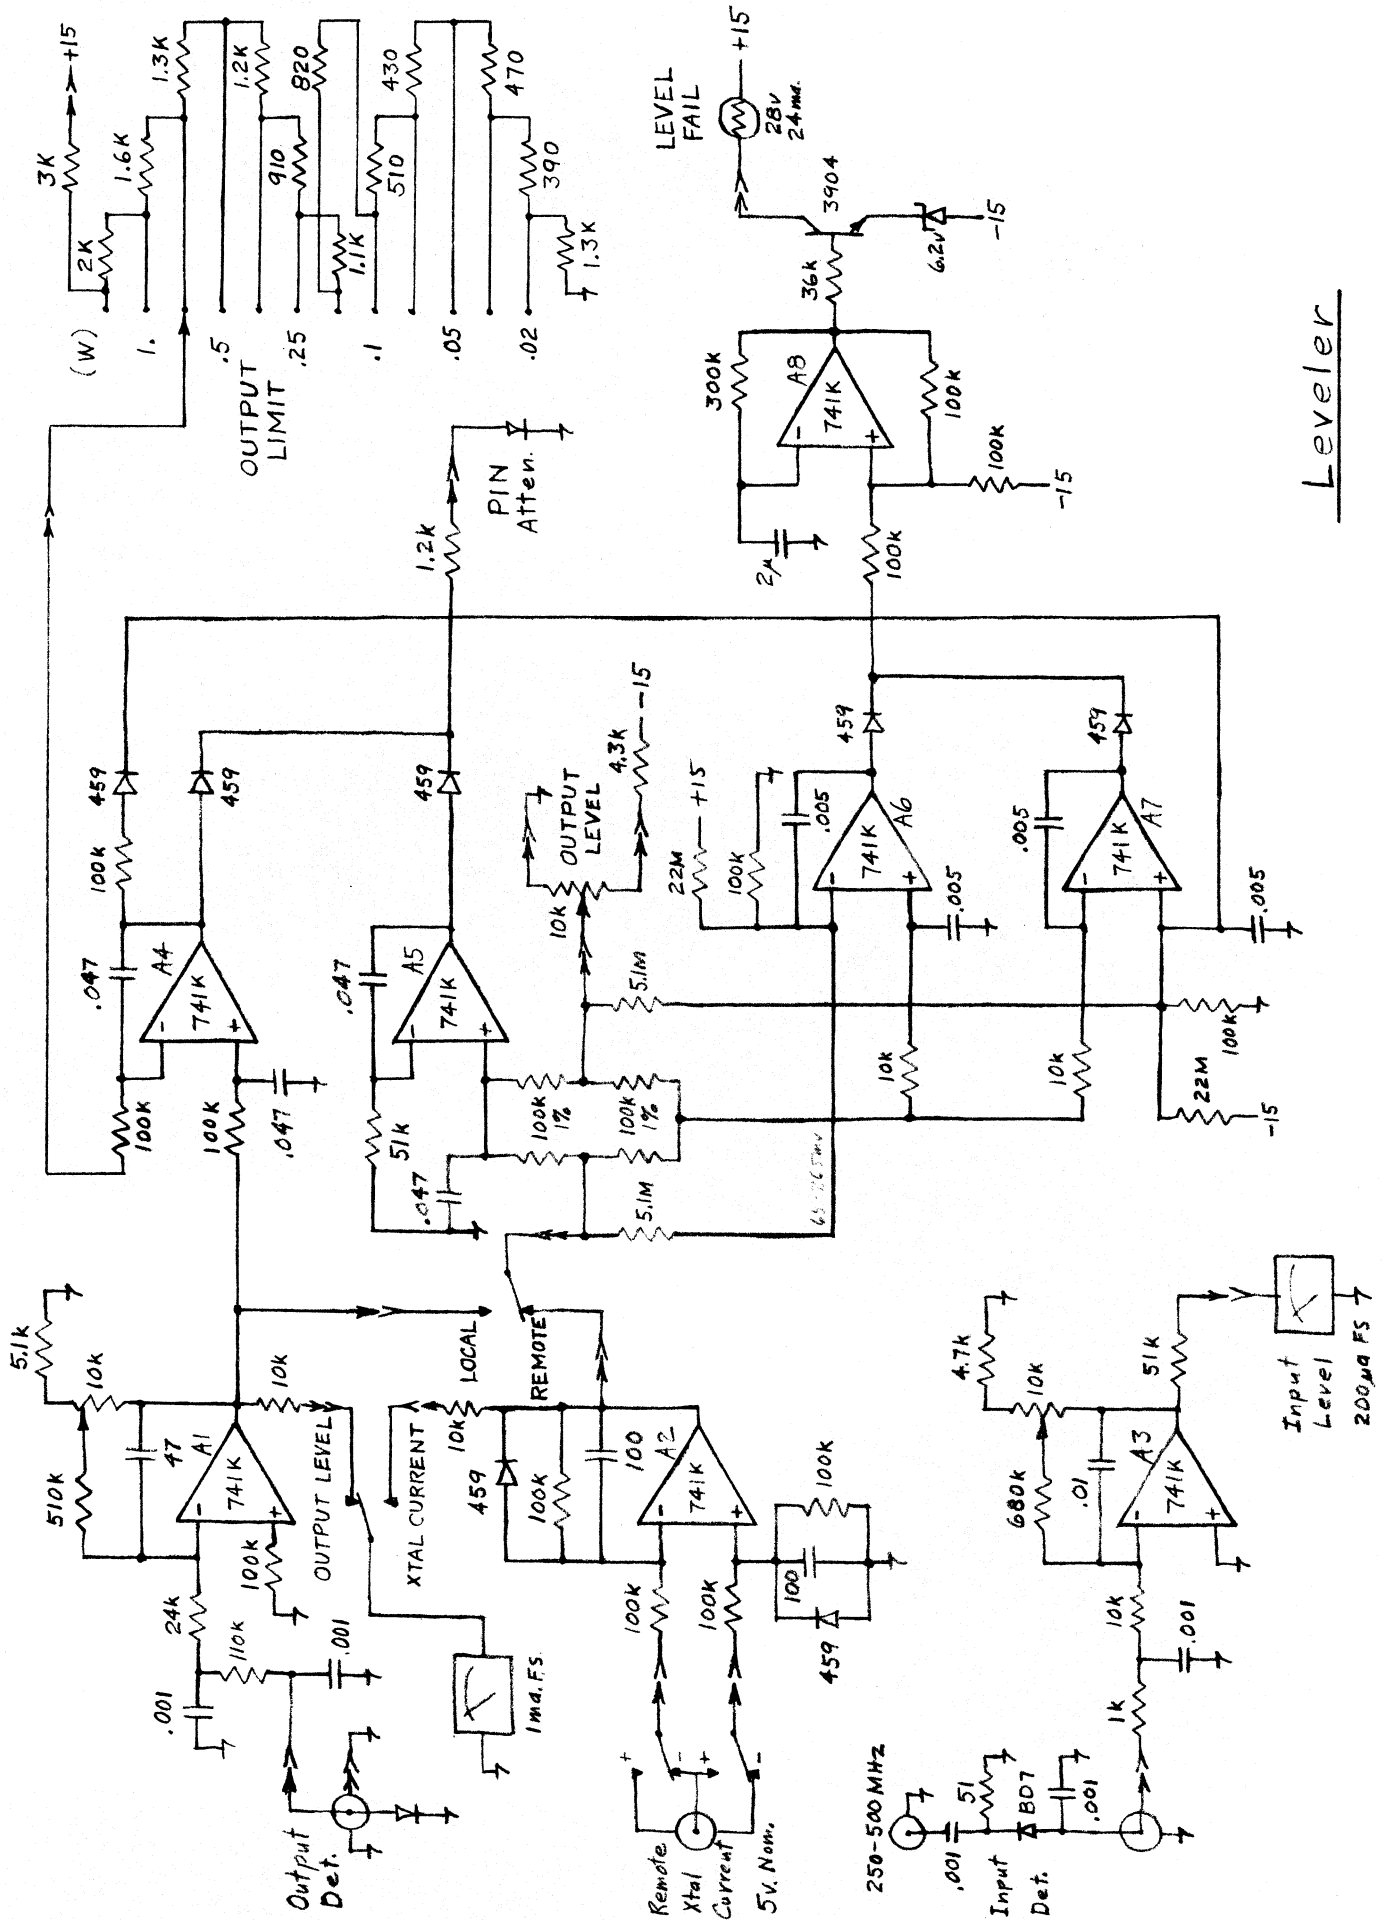 3K
+15
2K
1.6K
1.3K
(W)
1.
.5
1.2K
OUTPUT
LIMIT
.25
910
820
1.1K
.1
510
430
.05
470
.02
390
1.3K
LEVEL
FAIL
+15
28v
24ma.
3904
36k
6.2v
-15
300k
A8
741K
-
+
100k
100k
-15
2μ
100k
PIN
Atten.
1.2k
459
100k
459
.047
A4
741K
-
+
100K
100k
.047
459
.047
A5
741K
-
+
51k
.047
100k
1%
100k
1%
OUTPUT
LEVEL
10k
4.3k
-15
5.1M
5.1M
22M
+15
100k
.005
459
741K
A6
-
+
.005
10k
.005
459
741K
A7
-
+
.005
10k
100k
22M
-15
5.1k
10k
510k
47
A1
741K
-
+
10k
24k
100k
110k
.001
.001
Output
Det.
OUTPUT LEVEL
XTAL CURRENT
LOCAL
REMOTE
1ma. F.S.
10k
459
100k
100
A2
741K
-
+
100k
100k
100
100k
459
+
-
+
-
Remote
Xtal
Current
5v. Nom.
250-500 MHz
.001
51
BD7
.001
Input
Det.
1k
10k
.001
4.7k
10k
680k
.01
A3
741K
-
+
51k
Input
Level
200μa FS
Leveler